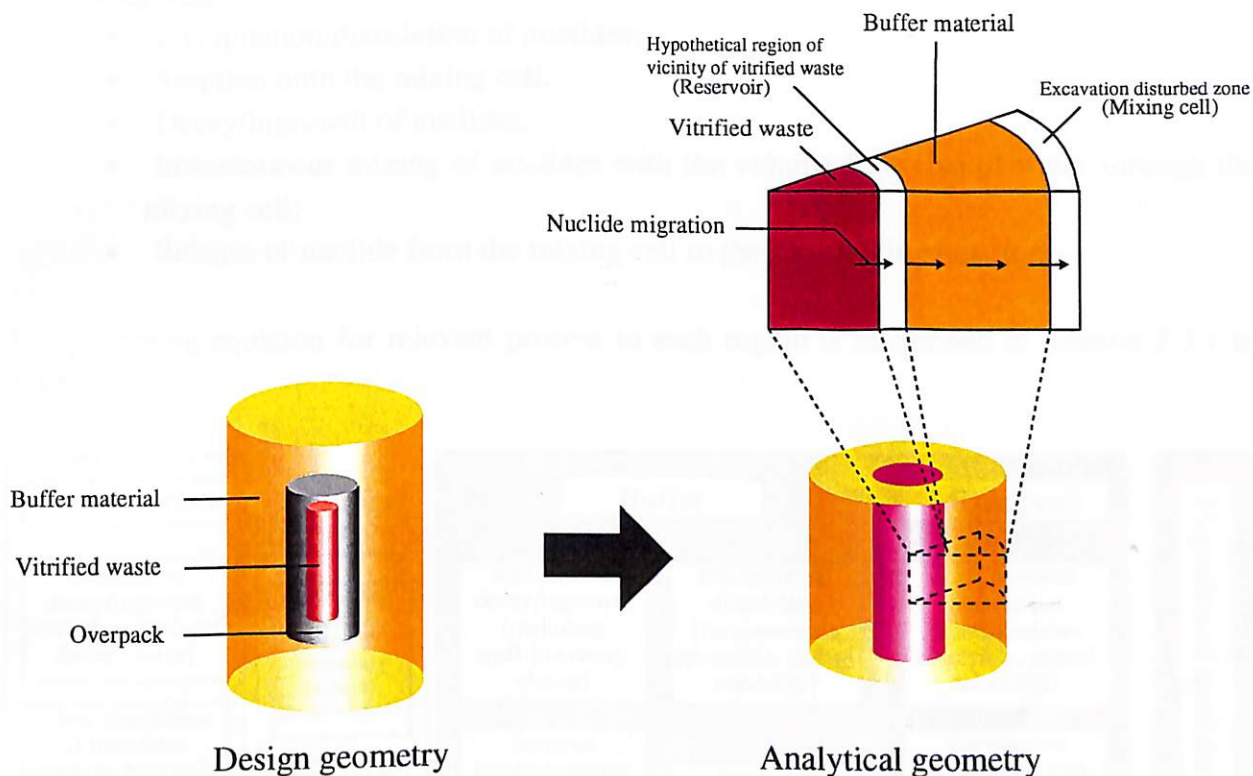 Buffer material
Hypothetical region of
vicinity of vitrified waste
(Reservoir)
Excavation disturbed zone
(Mixing cell)
Vitrified waste
Nuclide migration
Buffer material
Vitrified waste
Overpack
Design geometry
Analytical geometry